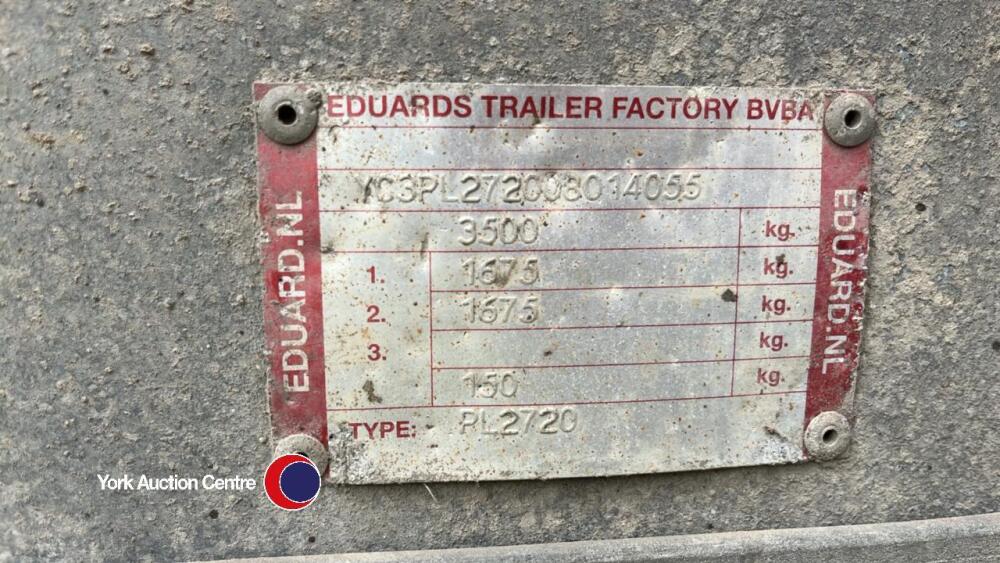 EDUARDS TRAILER FACTORY BVBA
YC3PL272008014055
3500 kg.
1. 1675 kg.
2. 1675 kg.
3. kg.
150 kg.
TYPE: PL2720
EDUARD.NL
EDUARD.NL
York Auction Centre